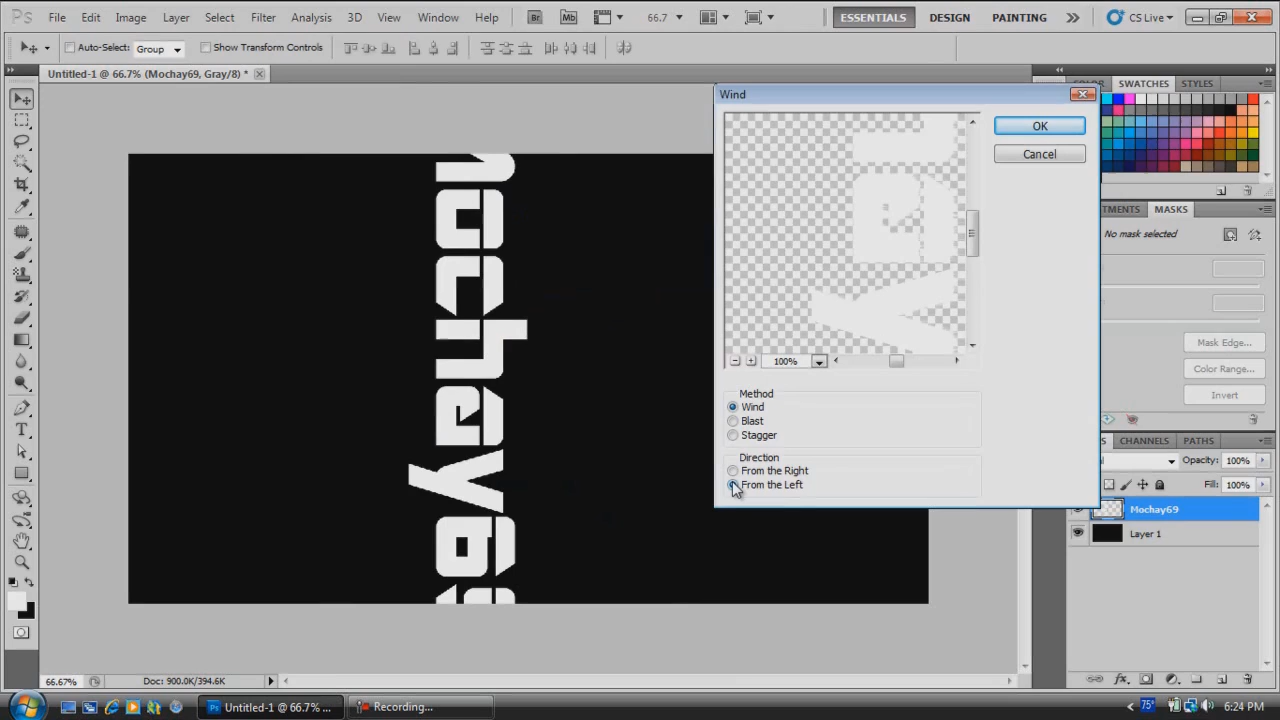 Ps File Edit Image Layer Select Filter Analysis 3D View Window Help Br Mb 66.7 ESSENTIALS DESIGN PAINTING CS Live
Auto-Select: Group Show Transform Controls
Untitled-1 @ 66.7% (Mochay69, Gray/8) *
Wind
SWATCHES STYLES
OK
Cancel
MASKS
No mask selected
100%
Mask Edge...
Color Range...
Invert
Method
Wind
Blast
Stagger
Direction
From the Right
From the Left
CHANNELS PATHS
Opacity: 100%
Fill: 100%
Mochay69
Layer 1
mochay69
66.67% Doc: 900.0K/394.6K
Untitled-1 @ 66.7% ... Recording... 75° 6:24 PM